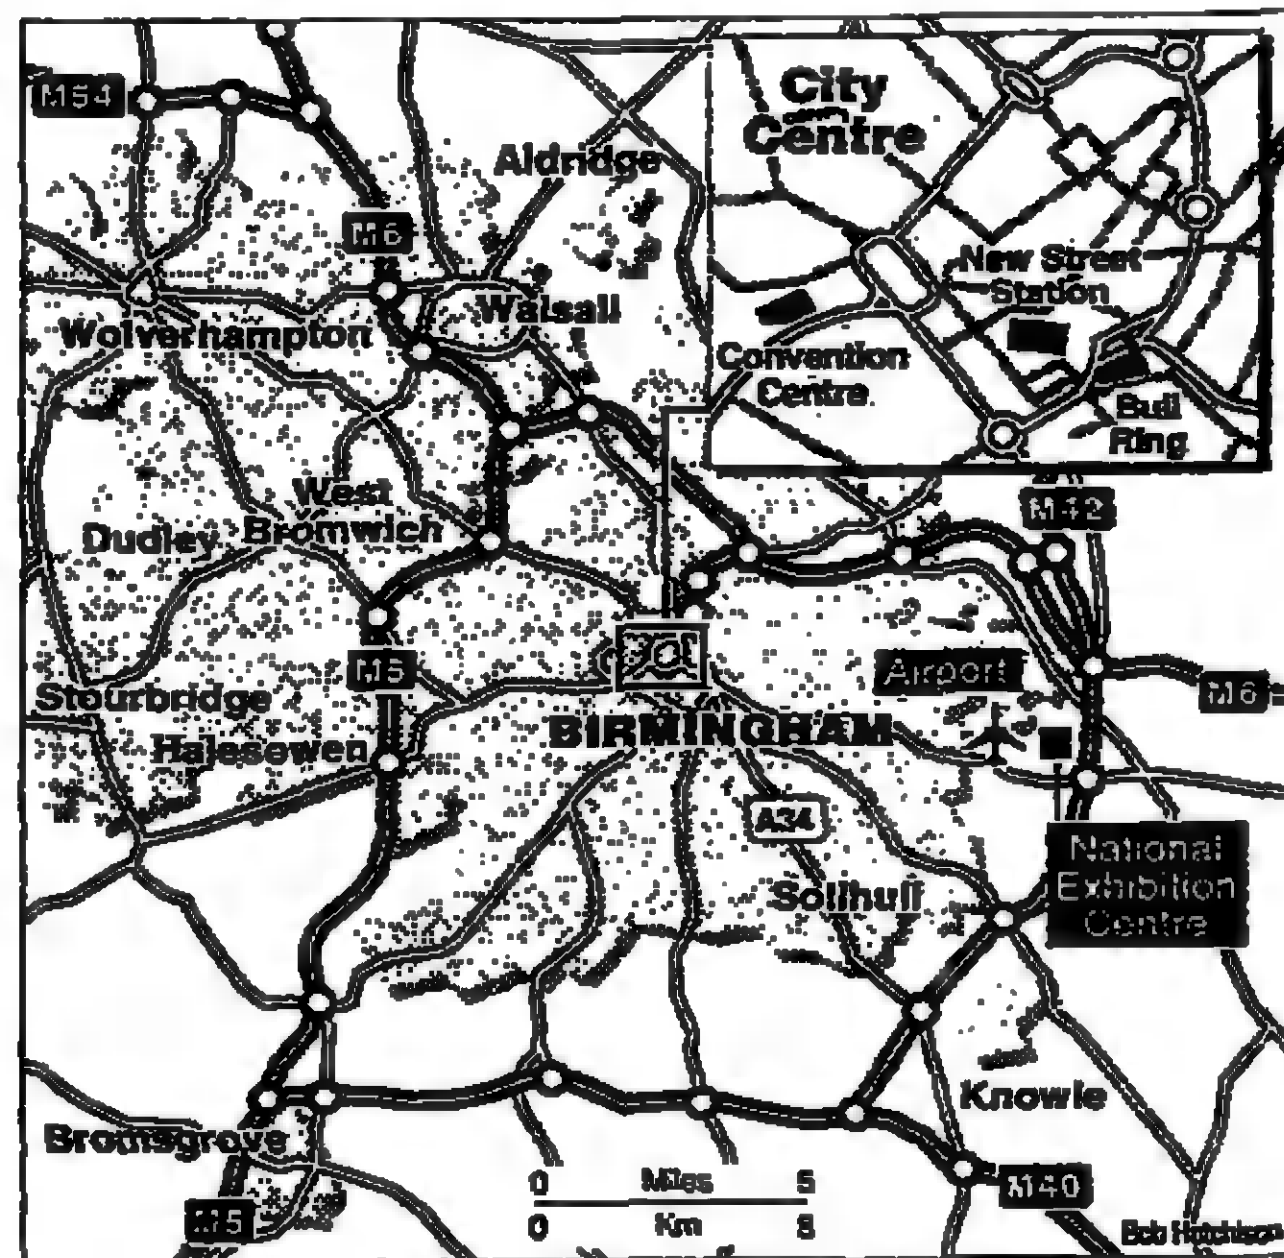 M54
City
Centre
Aldridge
M6
New Street
Station
Walsall
Wolverhampton
Convention
Centre
Bull
Ring
West
Bromwich
M42
Dudley
M5
Airport
M6
Stourbridge
BIRMINGHAM
Halesowen
A34
National
Exhibition
Centre
Solihull
Knowle
Bromsgrove
0 Miles 5
0 Km 8
M40
M5
Bob Hutchison